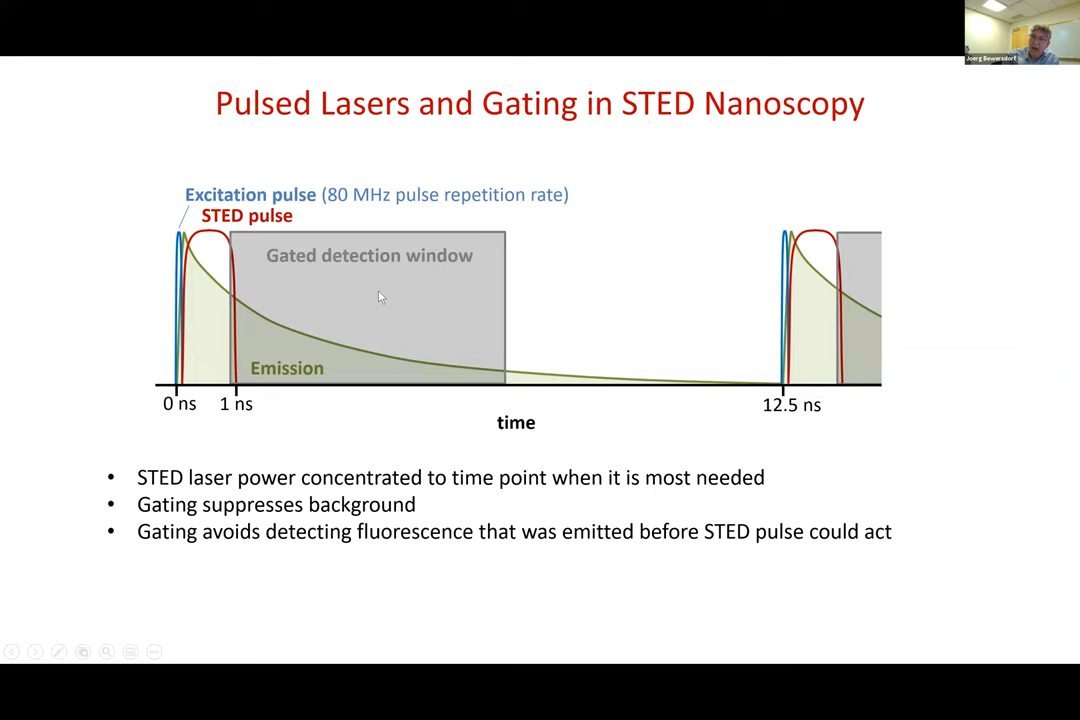 Joerg Bewersdorf
Pulsed Lasers and Gating in STED Nanoscopy
Excitation pulse (80 MHz pulse repetition rate)
STED pulse
Gated detection window
Emission
0 ns
1 ns
12.5 ns
time
• STED laser power concentrated to time point when it is most needed
• Gating suppresses background
• Gating avoids detecting fluorescence that was emitted before STED pulse could act